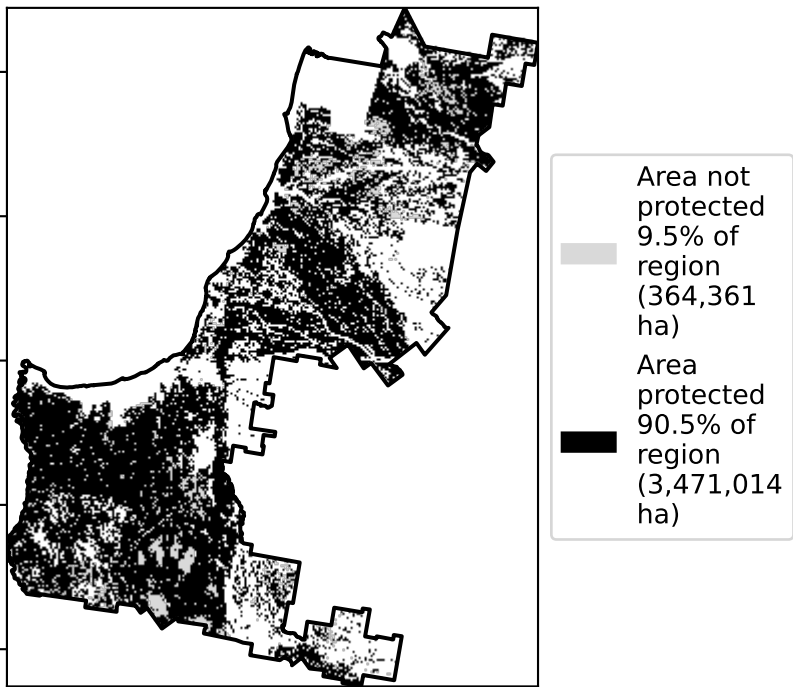 Area not
protected
9.5% of
region
(364,361
ha)
Area
protected
90.5% of
region
(3,471,014
ha)